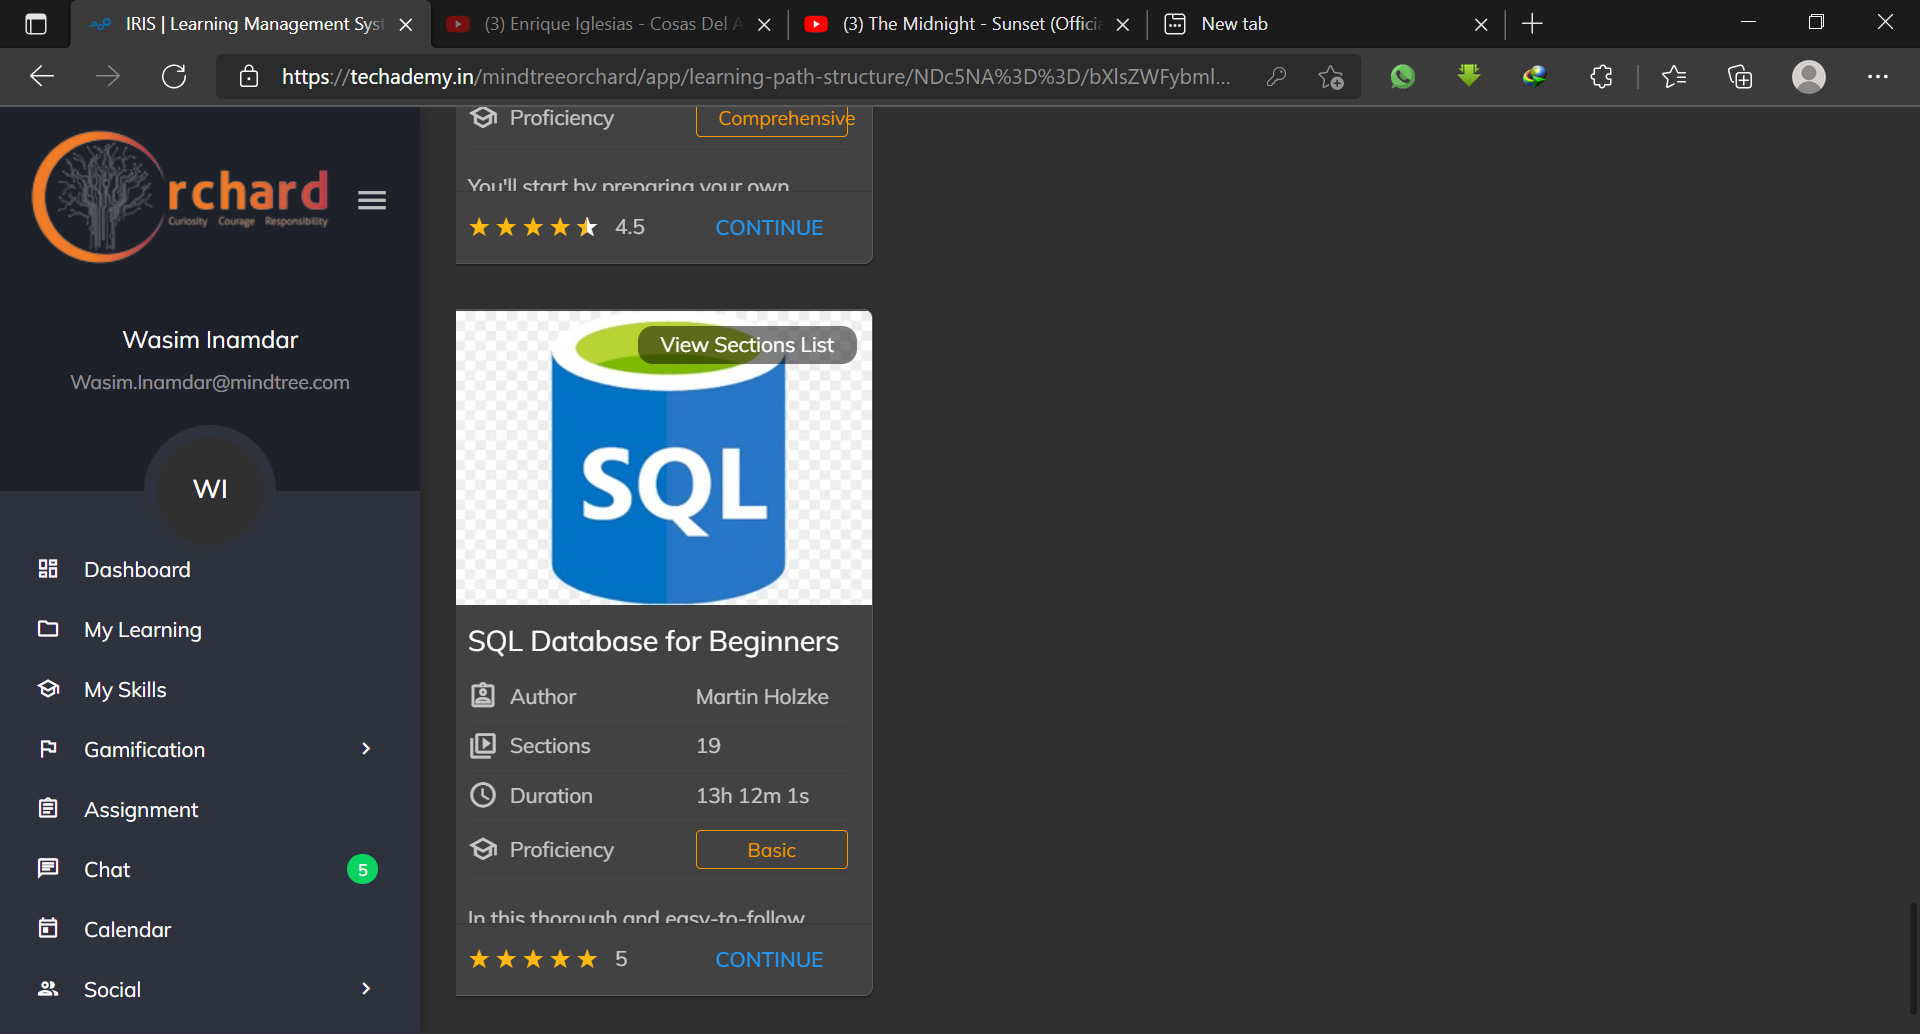 IRIS | Learning Management Syst
(3) Enrique Iglesias - Cosas Del A
(3) The Midnight - Sunset (Officia
New tab
https://techademy.in/mindtreeorchard/app/learning-path-structure/NDc5NA%3D%3D/bXlsZWFybml...
rchard
Curiosity Courage Responsibility
Wasim Inamdar
Wasim.Inamdar@mindtree.com
WI
Dashboard
My Learning
My Skills
Gamification
Assignment
Chat 5
Calendar
Social
Proficiency Comprehensive
You'll start by preparing your own
4.5 CONTINUE
View Sections List
SQL
SQL Database for Beginners
Author Martin Holzke
Sections 19
Duration 13h 12m 1s
Proficiency Basic
In this thorough and easy-to-follow
5 CONTINUE